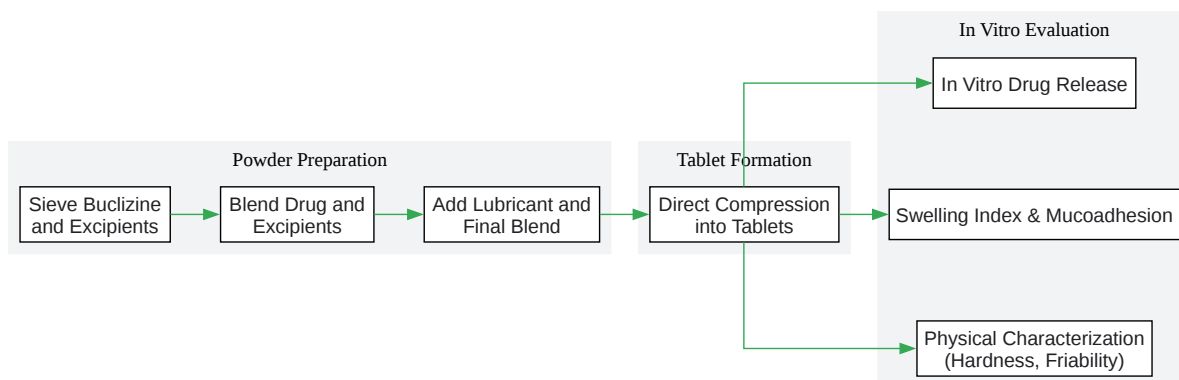 In Vitro Evaluation
In Vitro Drug Release
Powder Preparation
Tablet Formation
Sieve Buclizine
and Excipients
Blend Drug and
Excipients
Add Lubricant and
Final Blend
Direct Compression
into Tablets
Swelling Index & Mucoadhesion
Physical Characterization
(Hardness, Friability)